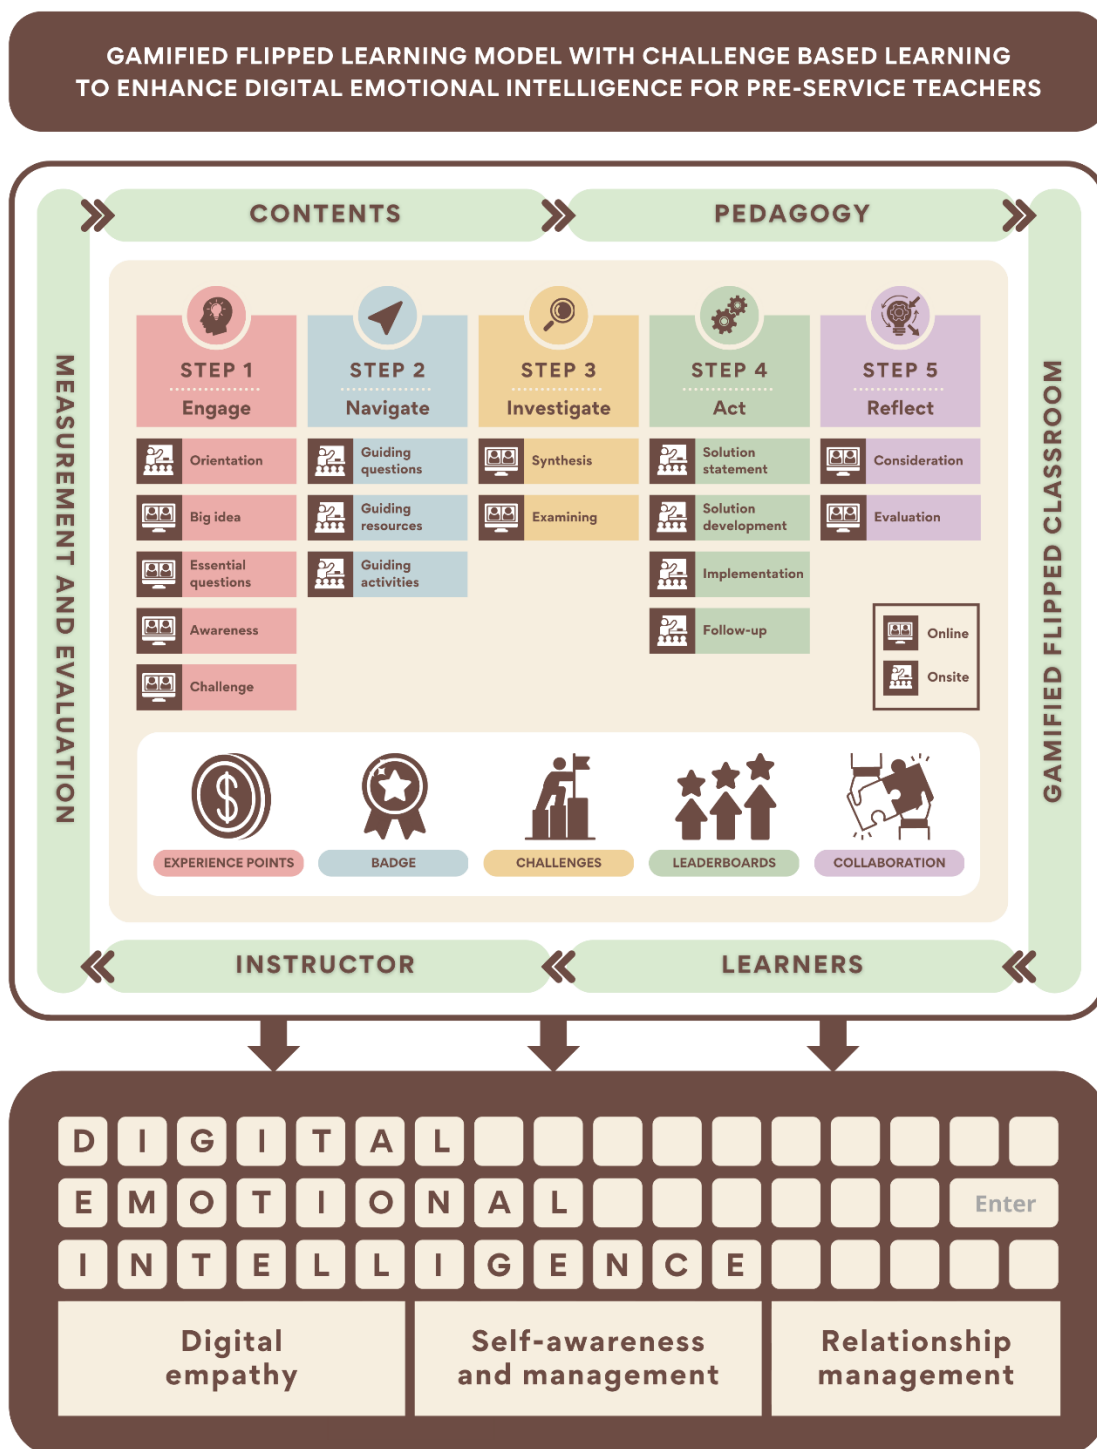 GAMIFIED FLIPPED LEARNING MODEL WITH CHALLENGE BASED LEARNING
TO ENHANCE DIGITAL EMOTIONAL INTELLIGENCE FOR PRE-SERVICE TEACHERS
CONTENTS
PEDAGOGY
MEASUREMENT AND EVALUATION
GAMIFIED FLIPPED CLASSROOM
STEP 1
Engage
Orientation
Big idea
Essential
questions
Awareness
Challenge
STEP 2
Navigate
Guiding
questions
Guiding
resources
Guiding
activities
STEP 3
Investigate
Synthesis
Examining
STEP 4
Act
Solution
statement
Solution
development
Implementation
Follow-up
STEP 5
Reflect
Consideration
Evaluation
Online
Onsite
$
EXPERIENCE POINTS
BADGE
CHALLENGES
LEADERBOARDS
COLLABORATION
INSTRUCTOR
LEARNERS
DIGITAL
EMOTIONAL
Enter
INTELLIGENCE
Digital
empathy
Self-awareness
and management
Relationship
management